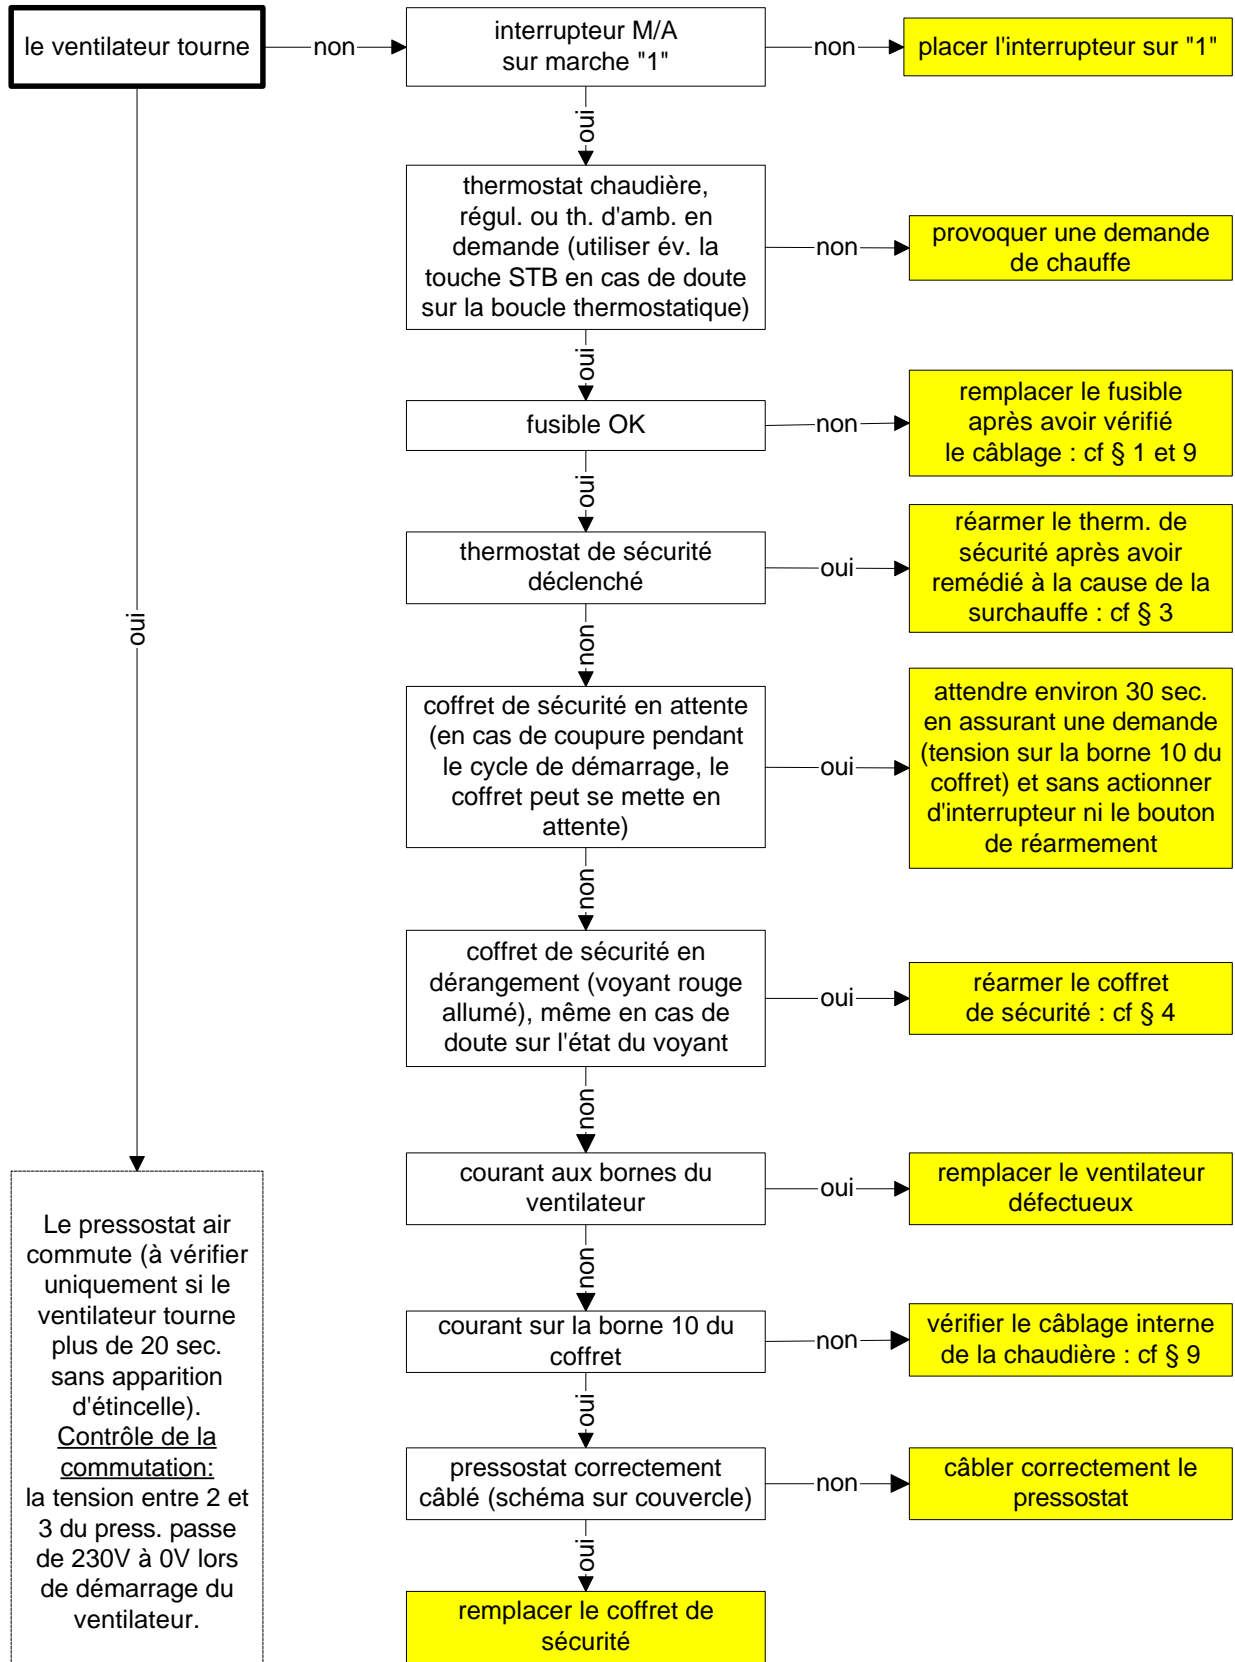 le ventilateur tourne
non
interrupteur M/A
sur marche "1"
non
placer l'interrupteur sur "1"
oui
thermostat chaudière,
régul. ou th. d'amb. en
demande (utiliser év. la
touche STB en cas de doute
sur la boucle thermostatique)
non
provoquer une demande
de chauffe
oui
fusible OK
non
remplacer le fusible
après avoir vérifié
le câblage : cf § 1 et 9
oui
thermostat de sécurité
déclenché
oui
réarmer le therm. de
sécurité après avoir
remédié à la cause de la
surchauffe : cf § 3
non
coffret de sécurité en attente
(en cas de coupure pendant
le cycle de démarrage, le
coffret peut se mette en
attente)
oui
attendre environ 30 sec.
en assurant une demande
(tension sur la borne 10 du
coffret) et sans actionner
d'interrupteur ni le bouton
de réarmement
non
coffret de sécurité en
dérangement (voyant rouge
allumé), même en cas de
doute sur l'état du voyant
oui
réarmer le coffret
de sécurité : cf § 4
non
courant aux bornes du
ventilateur
oui
remplacer le ventilateur
défectueux
non
courant sur la borne 10 du
coffret
non
vérifier le câblage interne
de la chaudière : cf § 9
oui
pressostat correctement
câblé (schéma sur couvercle)
non
câbler correctement le
pressostat
oui
remplacer le coffret de
sécurité
oui
Le pressostat air
commute (à vérifier
uniquement si le
ventilateur tourne
plus de 20 sec.
sans apparition
d'étincelle).
Contrôle de la
commutation:
la tension entre 2 et
3 du press. passe
de 230V à 0V lors
de démarrage du
ventilateur.